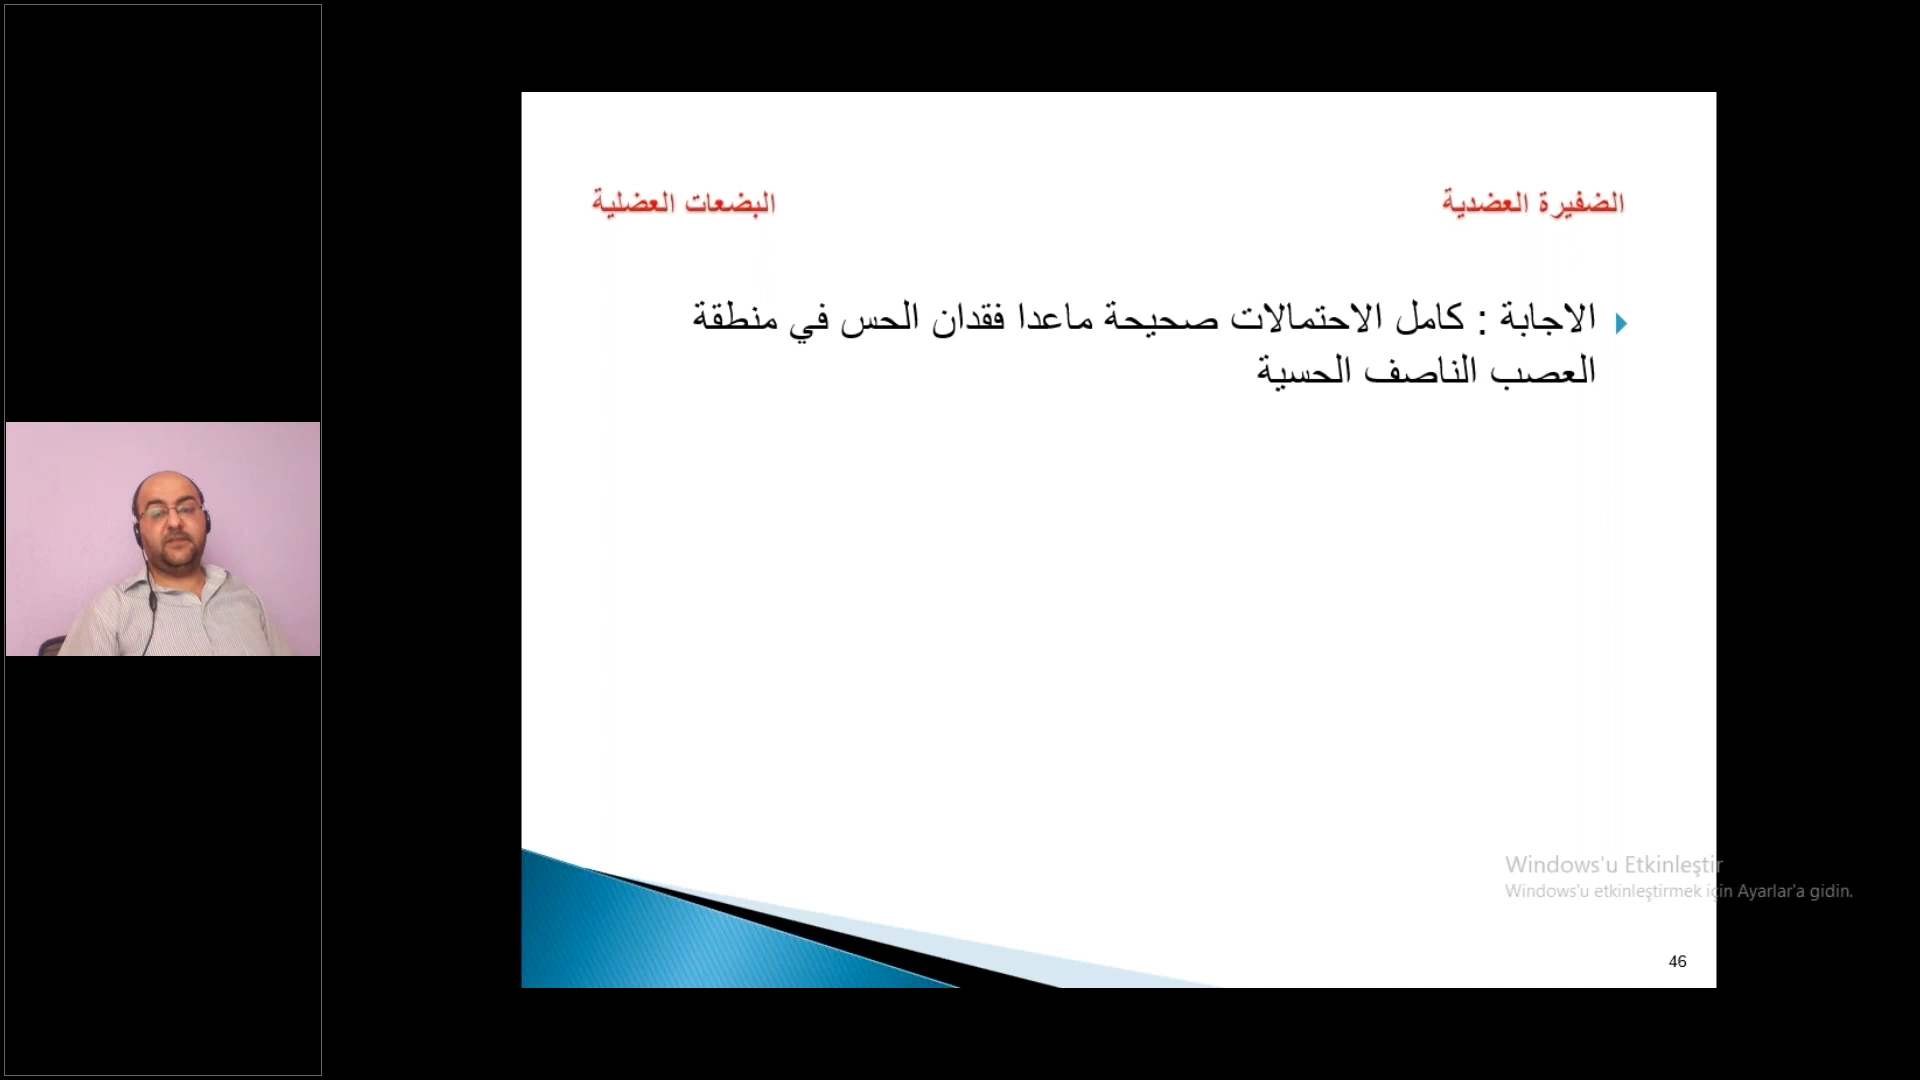 الضفيرة العضدية
البضعات العضلية
الاجابة : كامل الاحتمالات صحيحة ماعدا فقدان الحس في منطقة
العصب الناصف الحسية
Windows'u Etkinleştir
Windows'u etkinleştirmek için Ayarlar'a gidin.
46